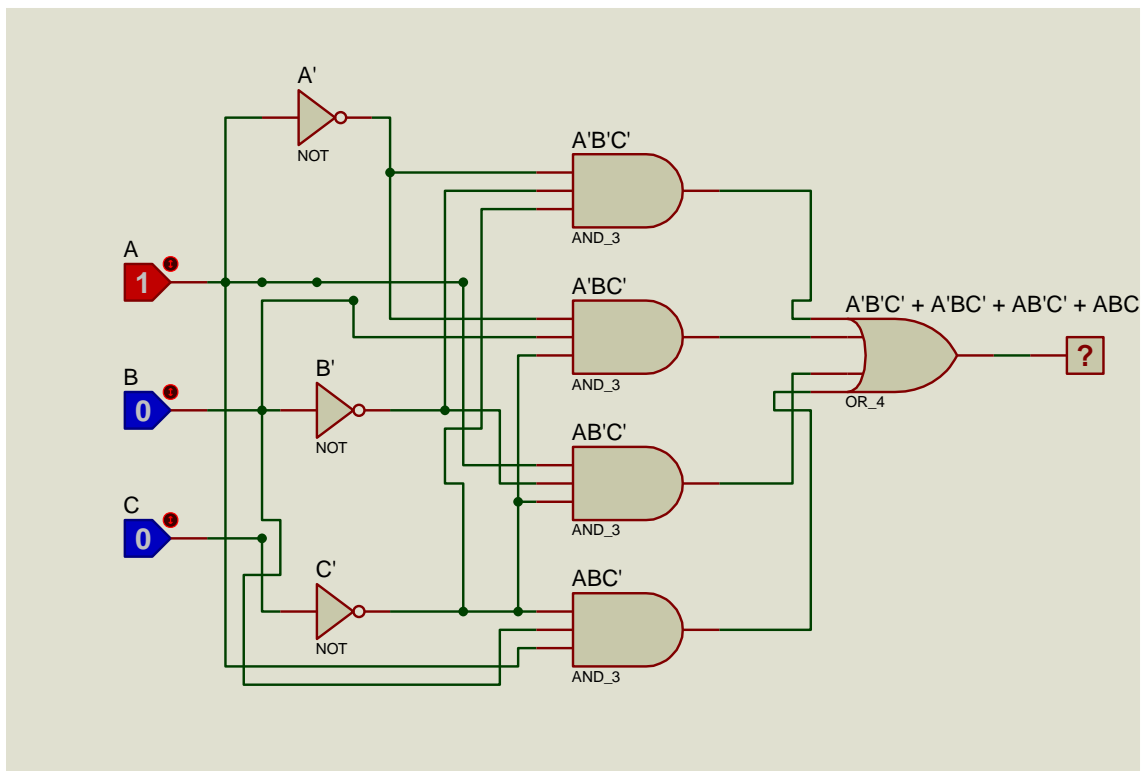 A'
NOT
A'B'C'
AND_3
A
1
A'BC'
AND_3
A'B'C' + A'BC' + AB'C' + ABC
?
OR_4
B
0
B'
NOT
AB'C'
AND_3
C
0
C'
NOT
ABC'
AND_3